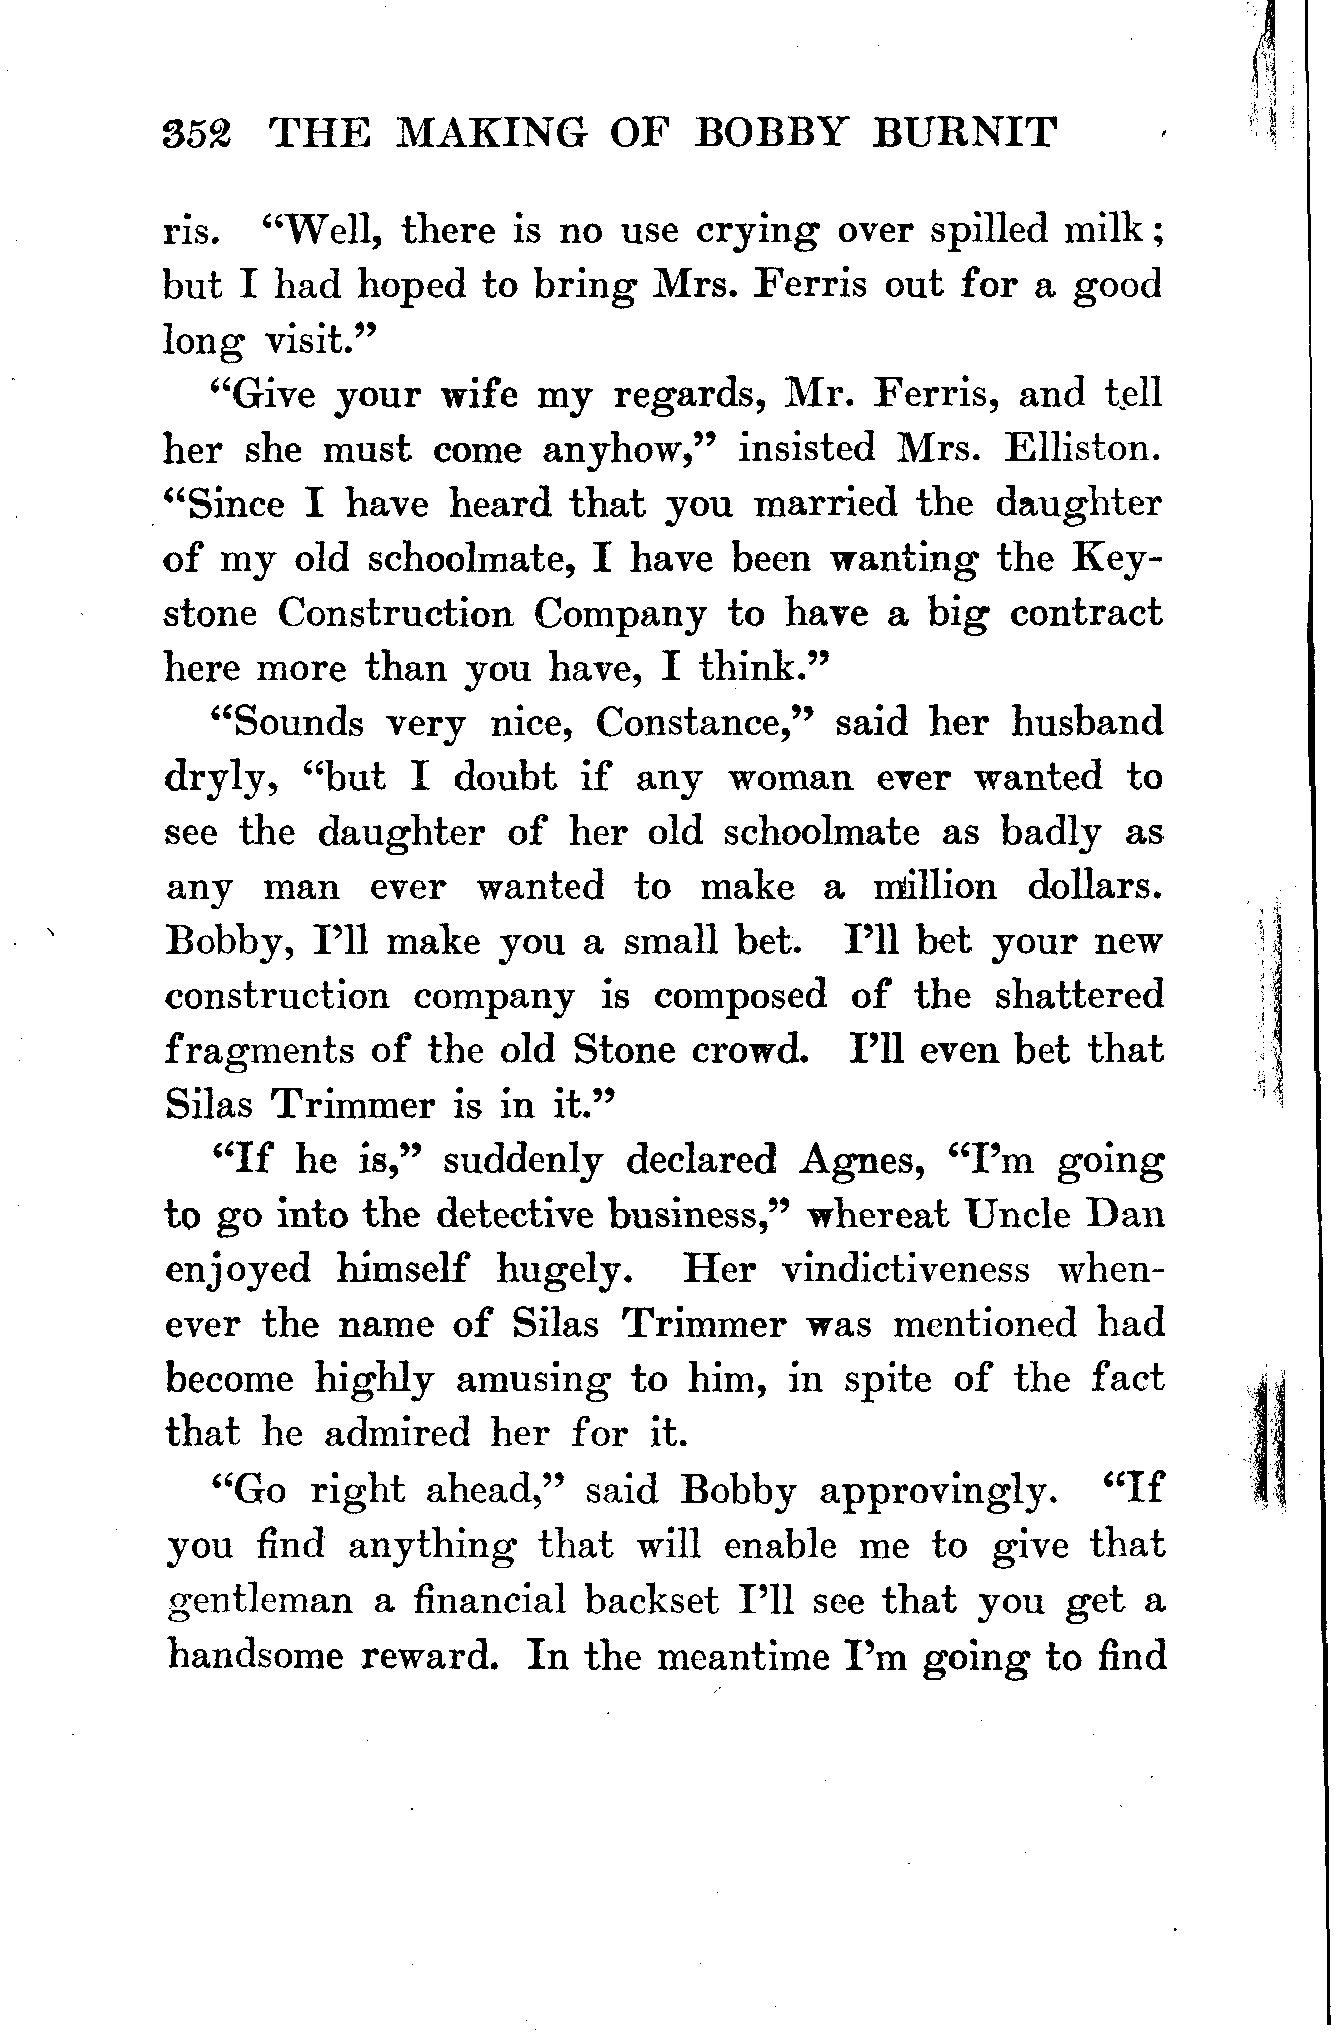 352 THE MAKING OF BOBBY BURNIT
ris. “Well, there is no use crying over spilled milk;
but I had hoped to bring Mrs. Ferris out for a good
long visit.”
“Give your wife my regards, Mr. Ferris, and tell
her she must come anyhow,” insisted Mrs. Elliston.
“Since I have heard that you married the daughter
of my old schoolmate, I have been wanting the Key-
stone Construction Company to have a big contract
here more than you have, I think.”
“Sounds very nice, Constance,” said her husband
dryly, “but I doubt if any woman ever wanted to
see the daughter of her old schoolmate as badly as
any man ever wanted to make a million dollars.
Bobby, I’ll make you a small bet. I’ll bet your new
construction company is composed of the shattered
fragments of the old Stone crowd. I’ll even bet that
Silas Trimmer is in it.”
“If he is,” suddenly declared Agnes, “I’m going
to go into the detective business,” whereat Uncle Dan
enjoyed himself hugely. Her vindictiveness when-
ever the name of Silas Trimmer was mentioned had
become highly amusing to him, in spite of the fact
that he admired her for it.
“Go right ahead,” said Bobby approvingly. “If
you find anything that will enable me to give that
gentleman a financial backset I’ll see that you get a
handsome reward. In the meantime I’m going to find